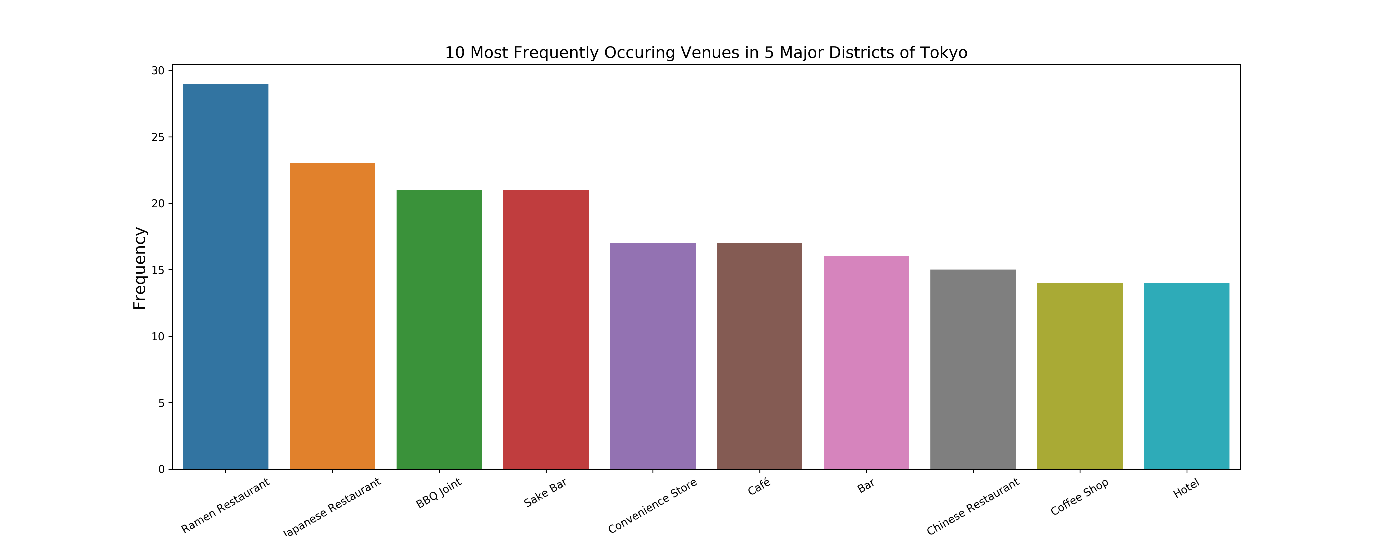 10 Most Frequently Occuring Venues in 5 Major Districts of Tokyo
Frequency
30
25
20
15
10
5
0
Ramen Restaurant
Japanese Restaurant
BBQ Joint
Sake Bar
Convenience Store
Café
Bar
Chinese Restaurant
Coffee Shop
Hotel